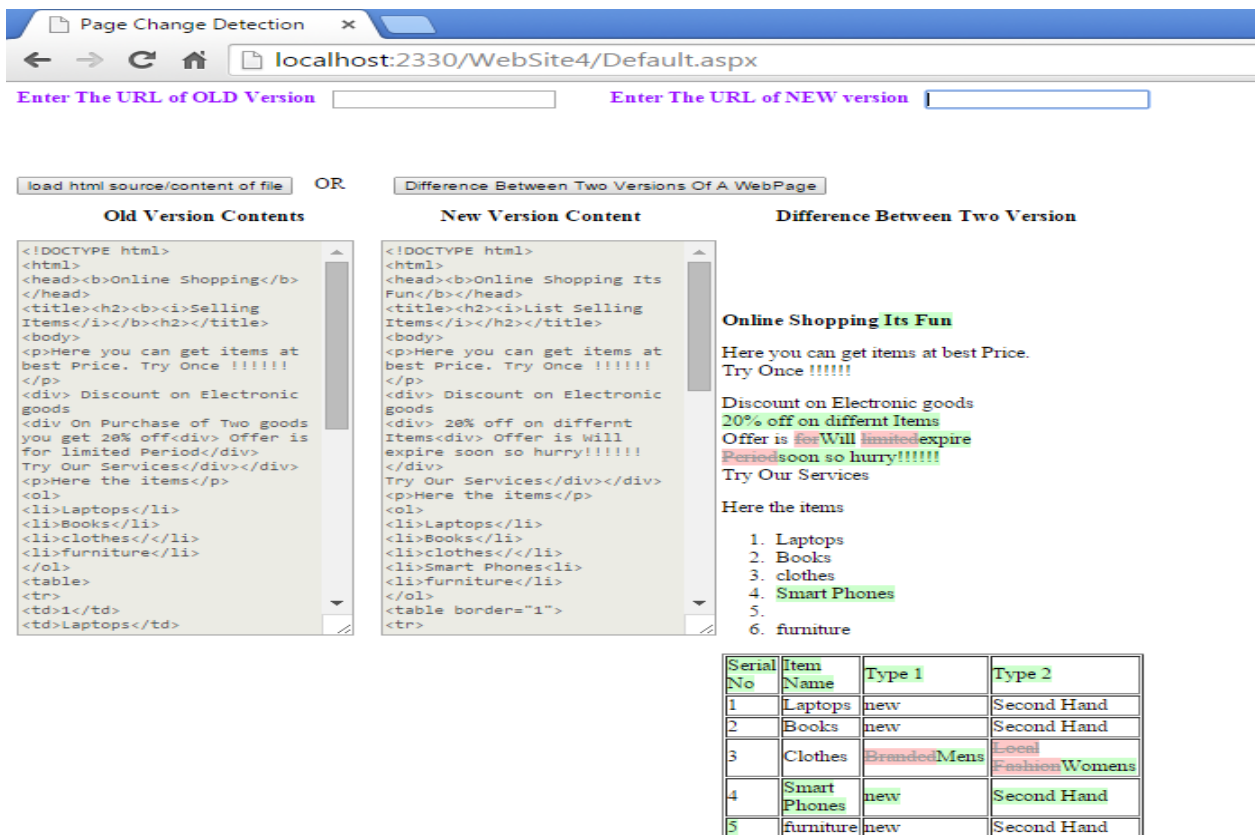 Page Change Detection
localhost:2330/WebSite4/Default.aspx
Enter The URL of OLD Version
Enter The URL of NEW version
load html source/content of file
OR
Difference Between Two Versions Of A WebPage
Old Version Contents
New Version Content
Difference Between Two Version
<!DOCTYPE html>
<html>
<head><b>Online Shopping</b>
</head>
<title><h2><b><i>Selling
Items</i></b><h2></title>
<body>
<p>Here you can get items at
best Price. Try Once !!!!!!
</p>
<div> Discount on Electronic
goods
<div On Purchase of Two goods
you get 20% off<div> Offer is
for limited Period</div>
Try Our Services</div></div>
<p>Here the items</p>
<ol>
<li>Laptops</li>
<li>Books</li>
<li>clothes</</li>
<li>furniture</li>
</ol>
<table>
<tr>
<td>1</td>
<td>Laptops</td>
<!DOCTYPE html>
<html>
<head><b>Online Shopping Its
Fun</b></head>
<title><h2><i>List Selling
Items</i></h2></title>
<body>
<p>Here you can get items at
best Price. Try Once !!!!!!
</p>
<div> Discount on Electronic
goods
<div> 20% off on differnt
Items<div> Offer is Will
expire soon so hurry!!!!!!
</div>
Try Our Services</div></div>
<p>Here the items</p>
<ol>
<li>Laptops</li>
<li>Books</li>
<li>clothes</</li>
<li>Smart Phones<li>
<li>furniture</li>
</ol>
<table border="1">
<tr>
Online Shopping Its Fun
Here you can get items at best Price.
Try Once !!!!!!
Discount on Electronic goods
20% off on differnt Items
Offer is forWill limitedexpire
Periodsoon so hurry!!!!!!
Try Our Services
Here the items
1. Laptops
2. Books
3. clothes
4. Smart Phones
5.
6. furniture
Serial No Item Name Type 1 Type 2
1 Laptops new Second Hand
2 Books new Second Hand
3 Clothes BrandedMens Local FashionWomens
4 Smart Phones new Second Hand
5 furniture new Second Hand